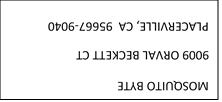 MOSQUITO BYTE
9009 ORVAL BECKETT CT
PLACERVILLE, CA 95667-9040